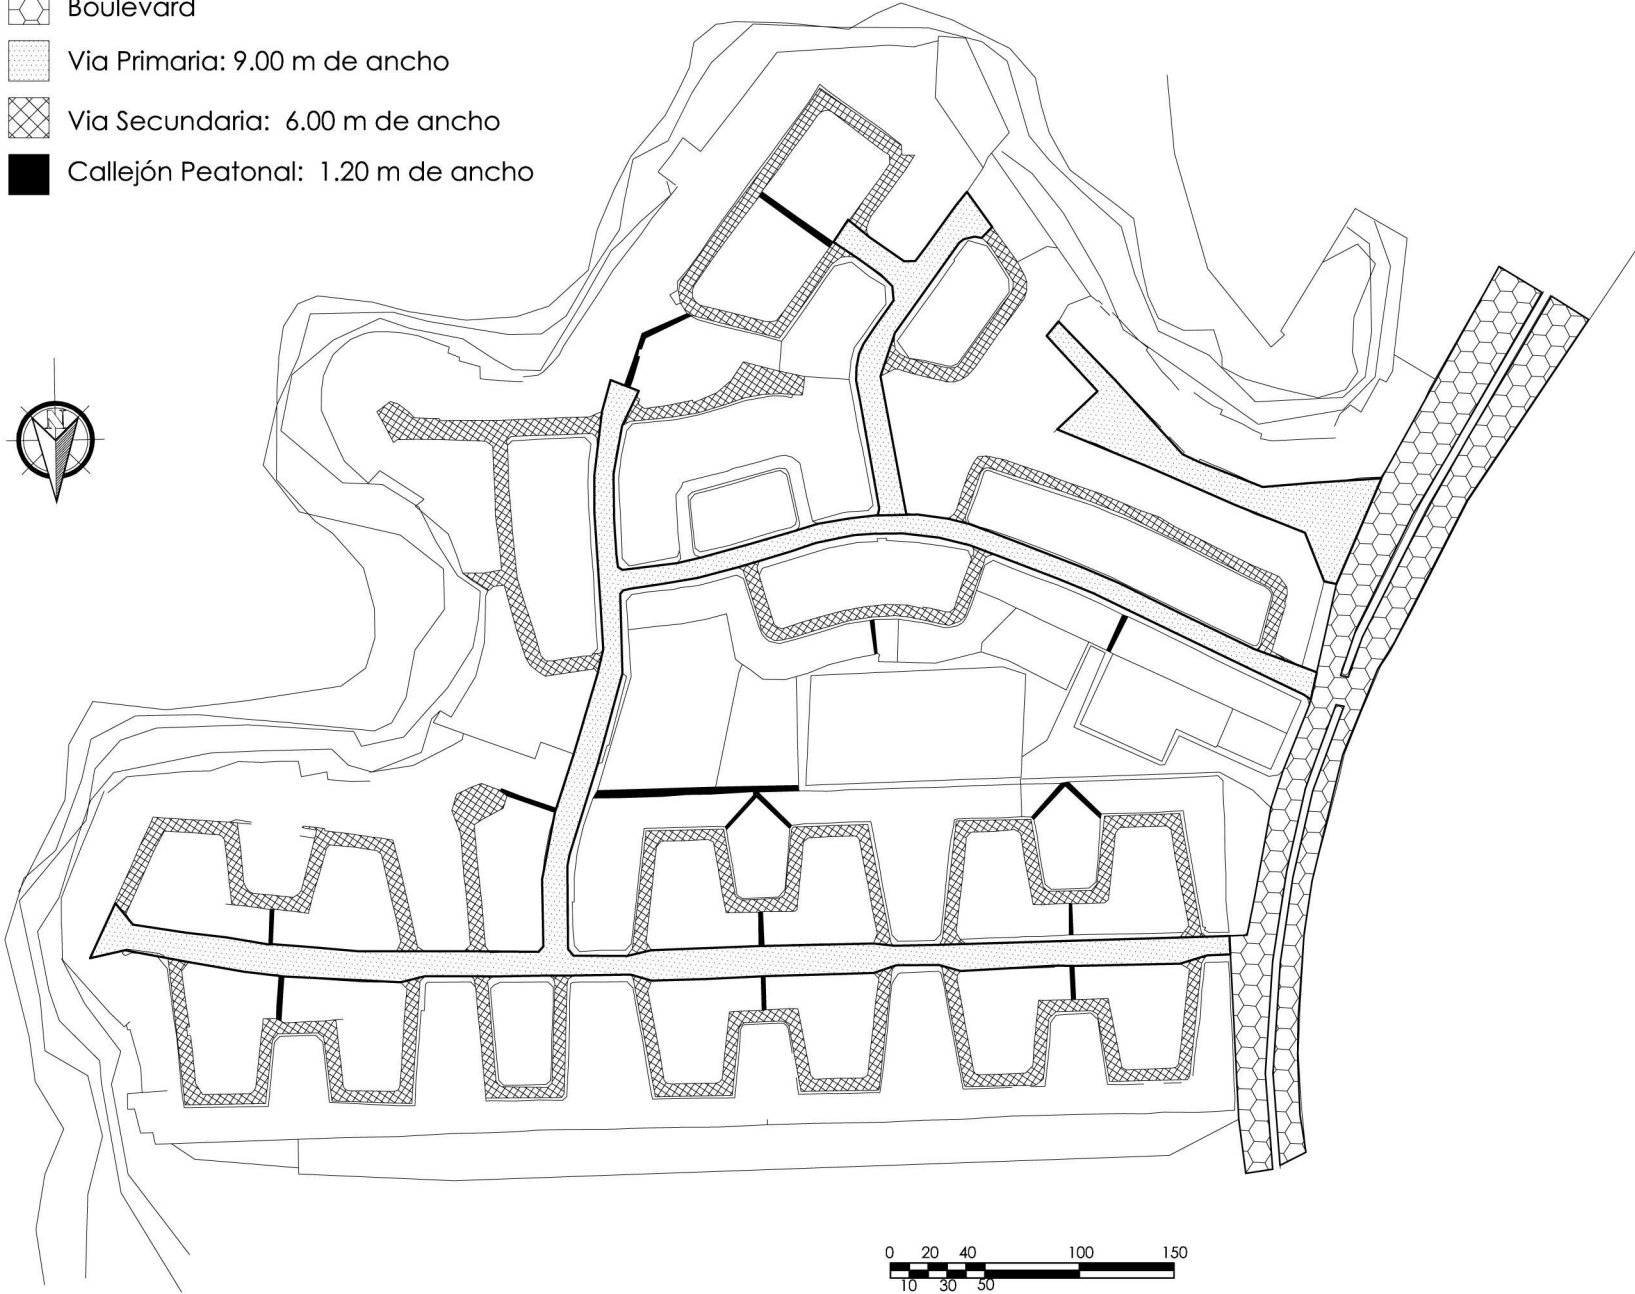 Boulevard
Via Primaria: 9.00 m de ancho
Via Secundaria: 6.00 m de ancho
Callejón Peatonal: 1.20 m de ancho
N
0 20 40 100 150
10 30 50